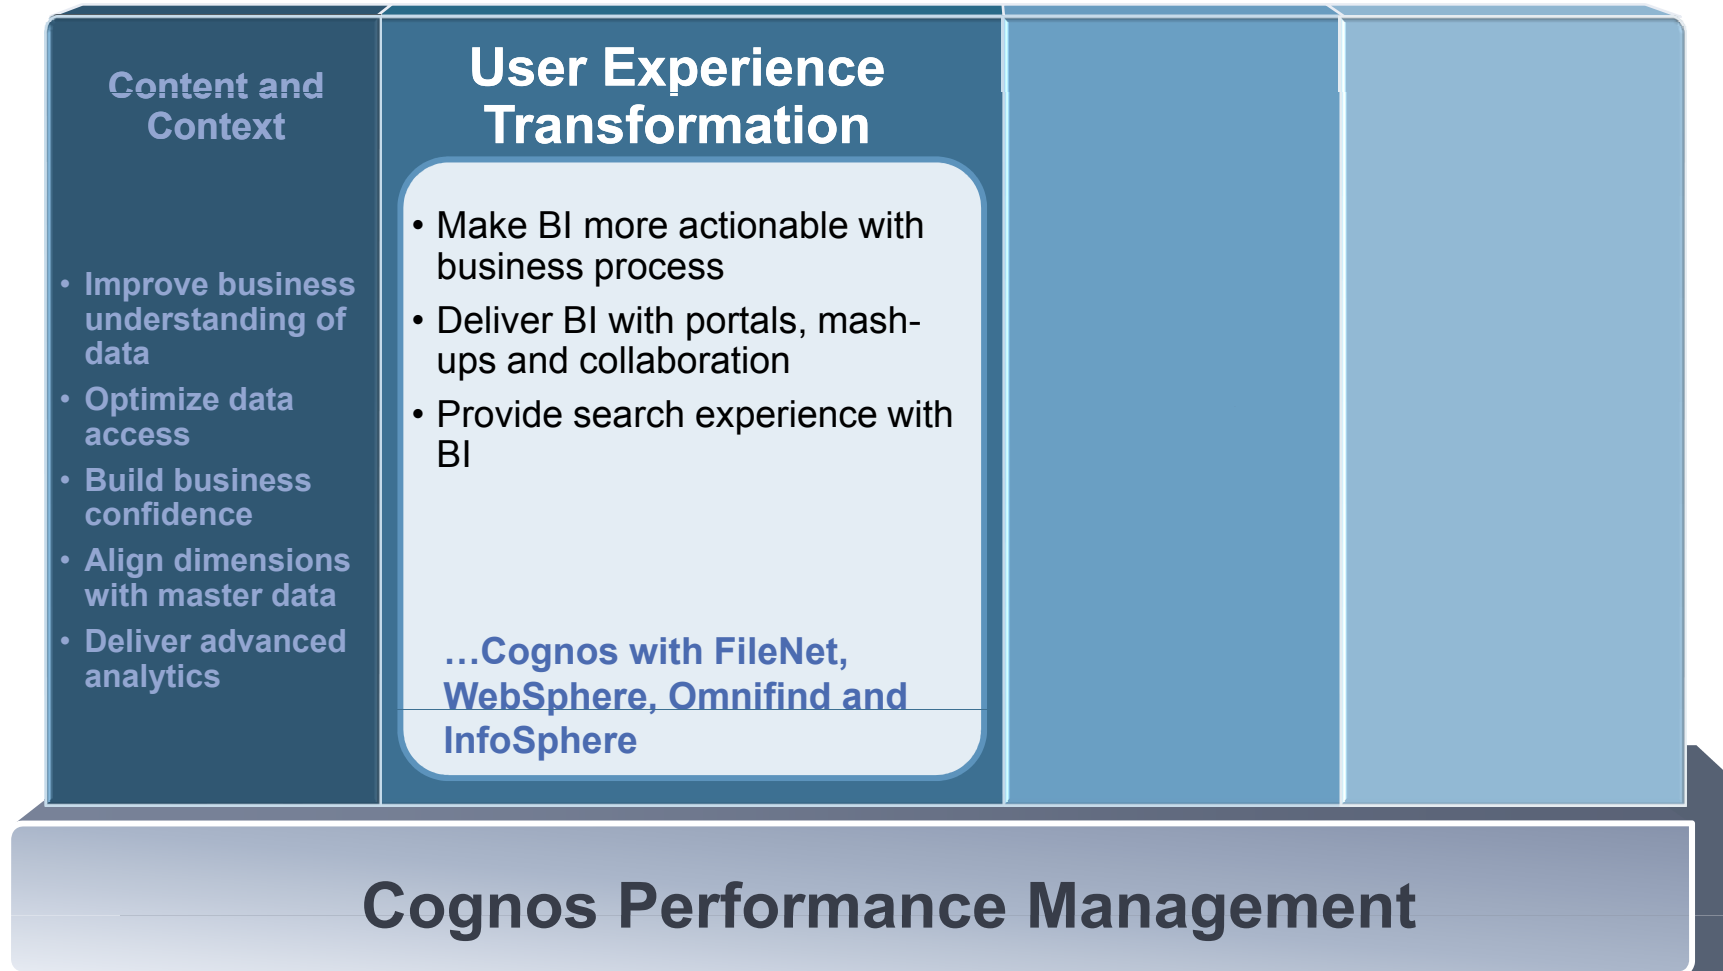 Content and
Context
• Improve business
understanding of
data
• Optimize data
access
• Build business
confidence
• Align dimensions
with master data
• Deliver advanced
analytics
User Experience
Transformation
• Make BI more actionable with
business process
• Deliver BI with portals, mash-
ups and collaboration
• Provide search experience with
BI
…Cognos with FileNet,
WebSphere, Omnifind and
InfoSphere
Cognos Performance Management